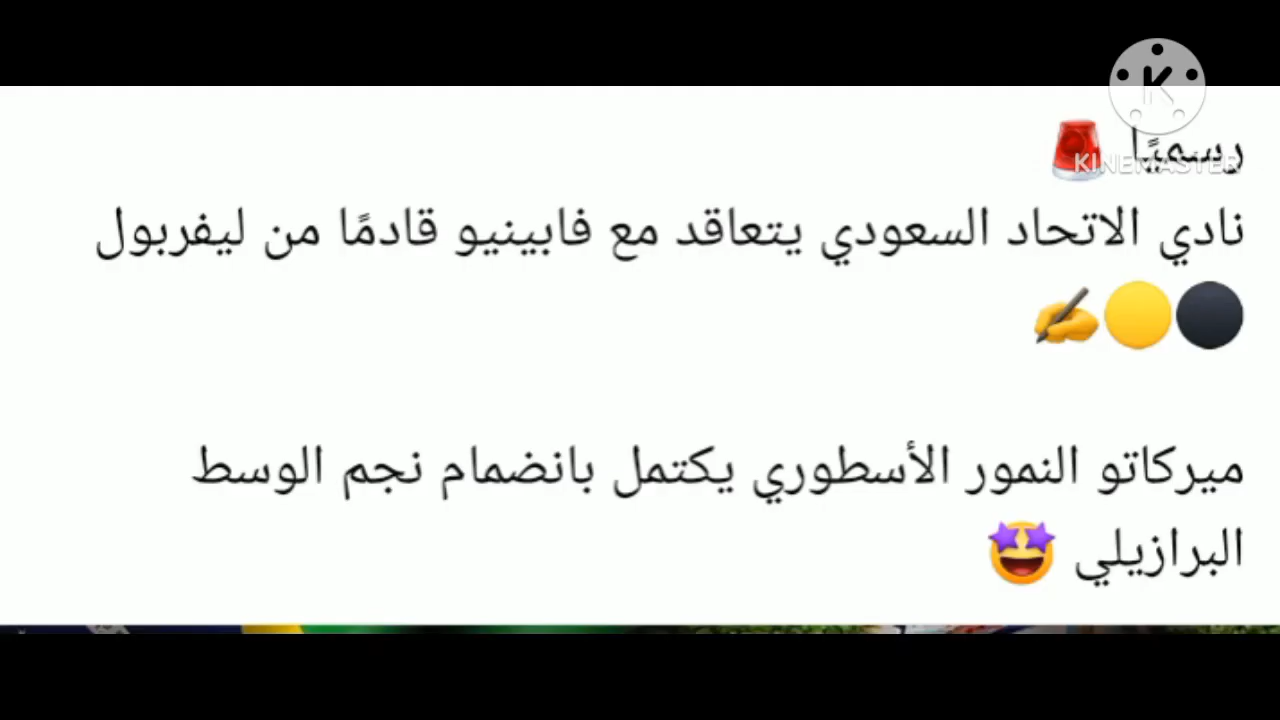 رسميًا 🚨
KINEMASTER
نادي الاتحاد السعودي يتعاقد مع فابينيو قادمًا من ليفربول
⚫🟡✍️
ميركاتو النمور الأسطوري يكتمل بانضمام نجم الوسط
البرازيلي 🤩